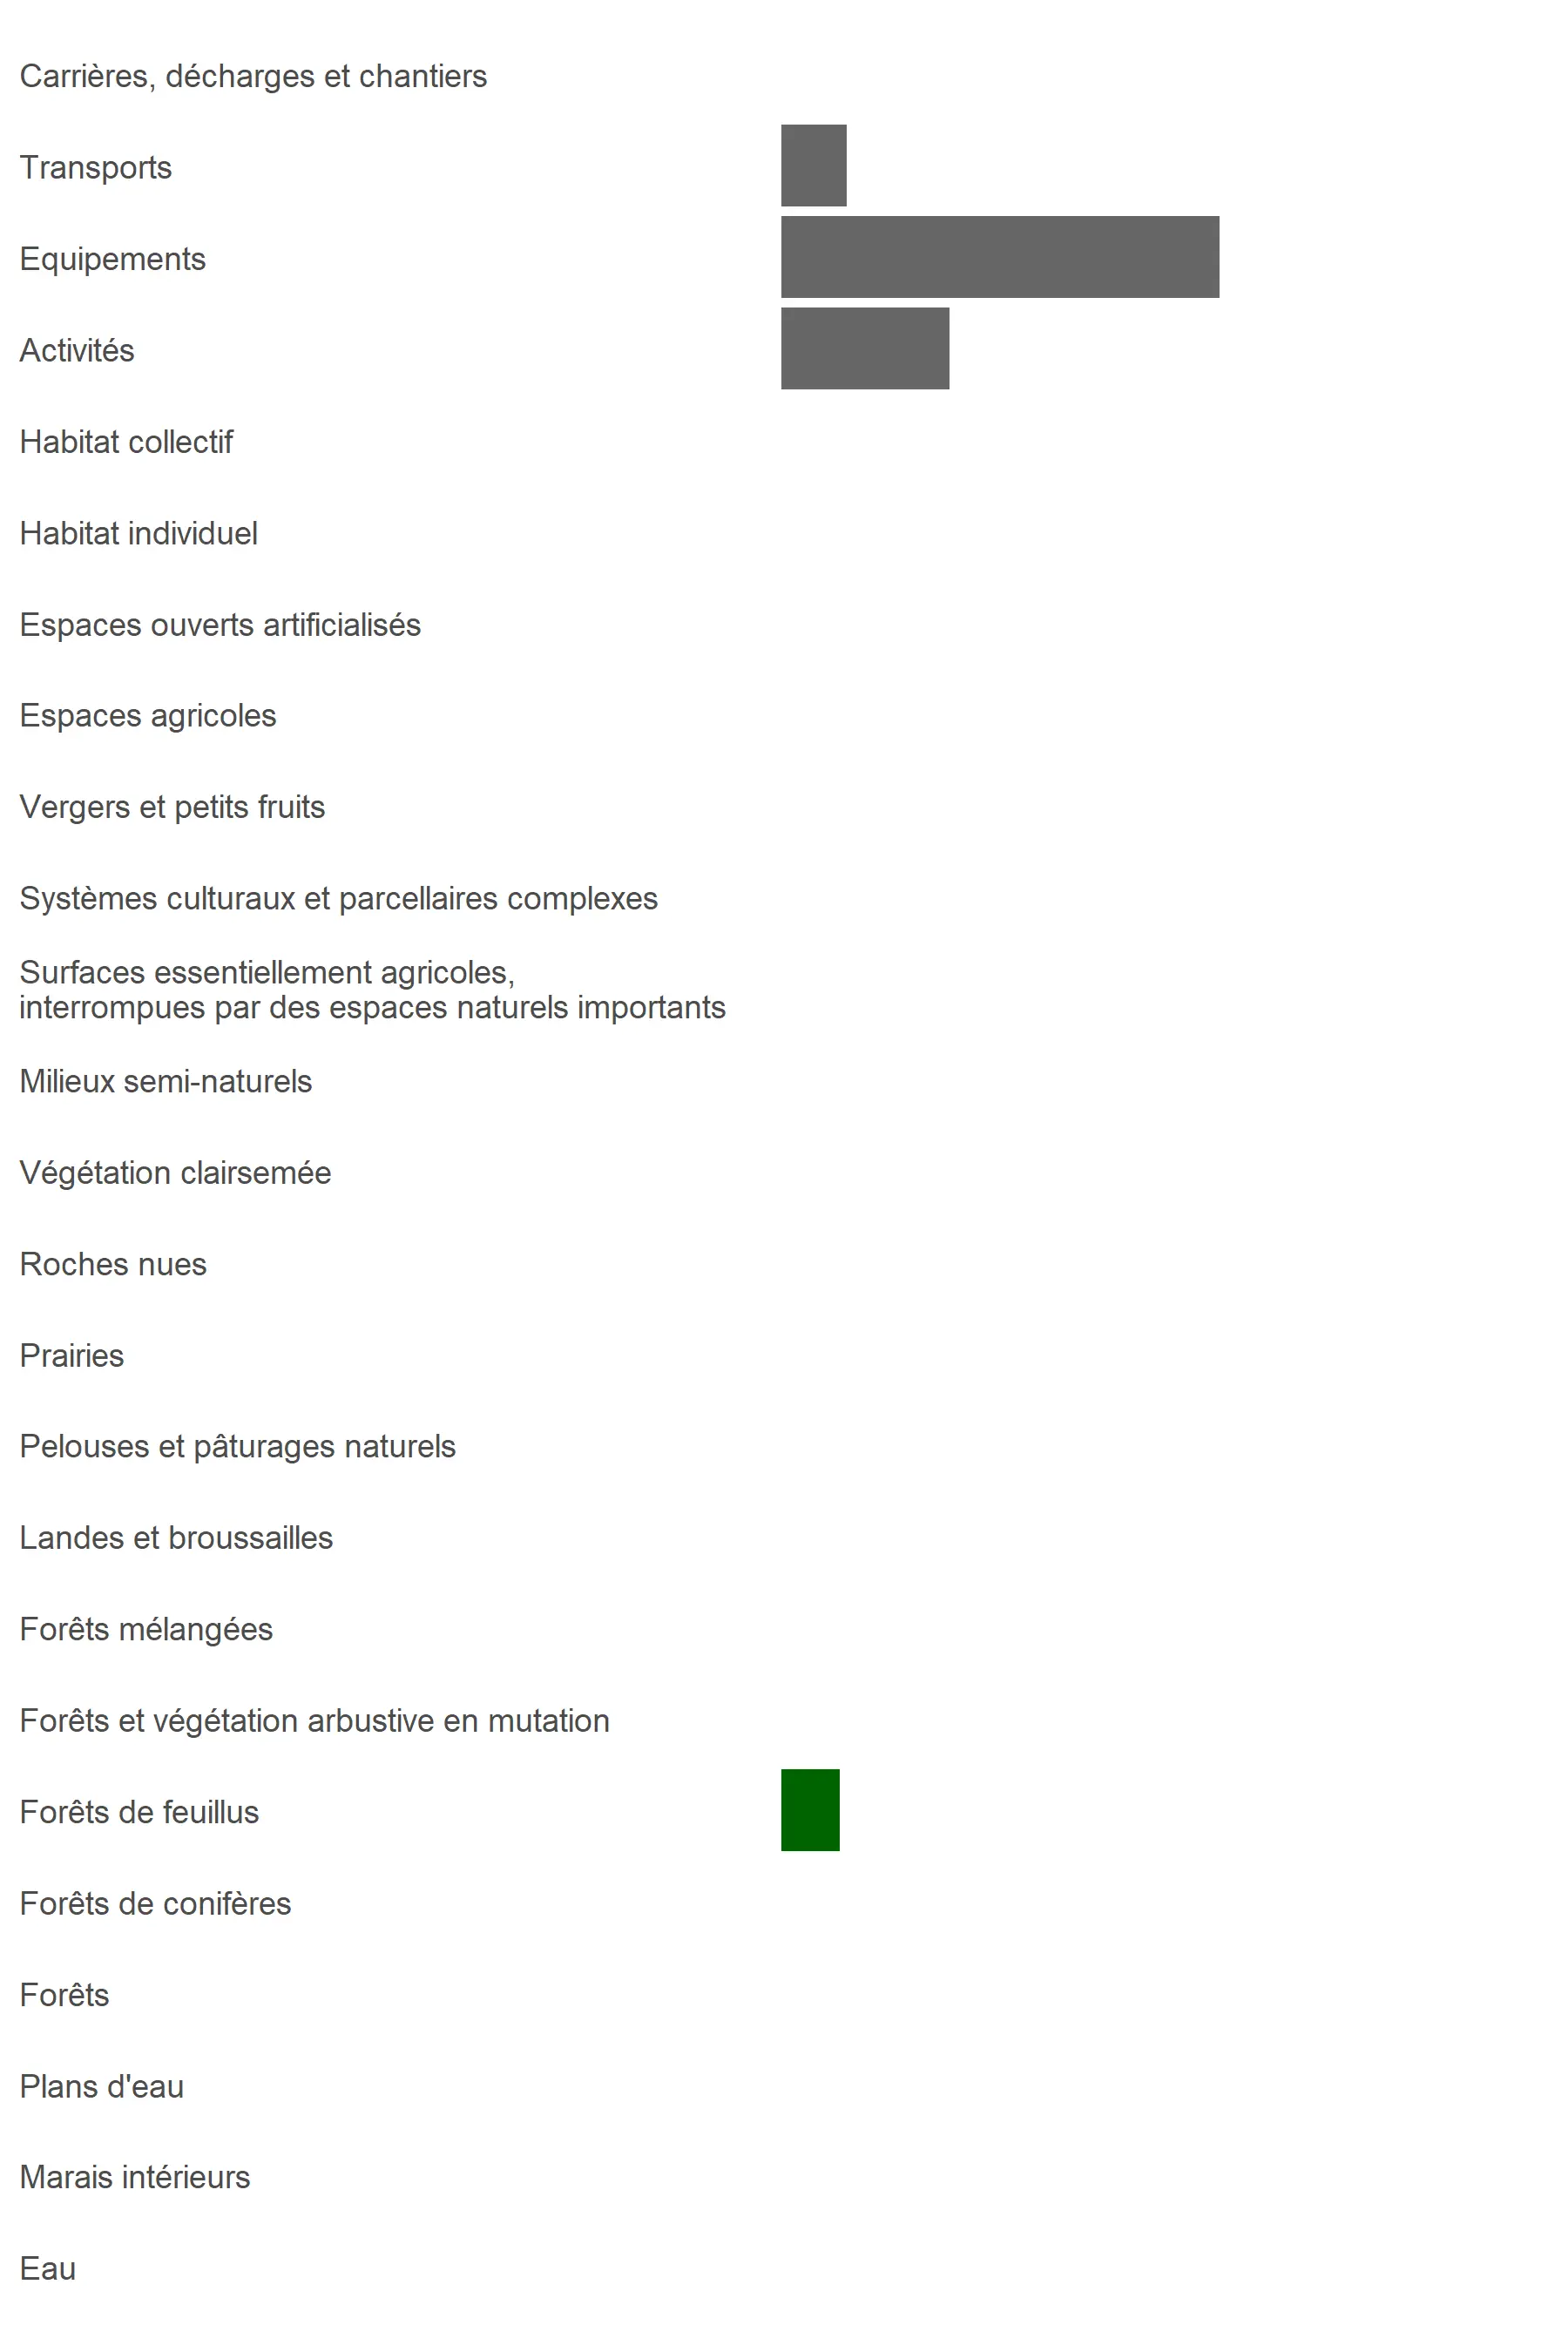 Carrières, décharges et chantiers
Transports
Equipements
Activités
Habitat collectif
Habitat individuel
Espaces ouverts artificialisés
Espaces agricoles
Vergers et petits fruits
Systèmes culturaux et parcellaires complexes
Surfaces essentiellement agricoles,
interrompues par des espaces naturels importants
Milieux semi-naturels
Végétation clairsemée
Roches nues
Prairies
Pelouses et pâturages naturels
Landes et broussailles
Forêts mélangées
Forêts et végétation arbustive en mutation
Forêts de feuillus
Forêts de conifères
Forêts
Plans d'eau
Marais intérieurs
Eau